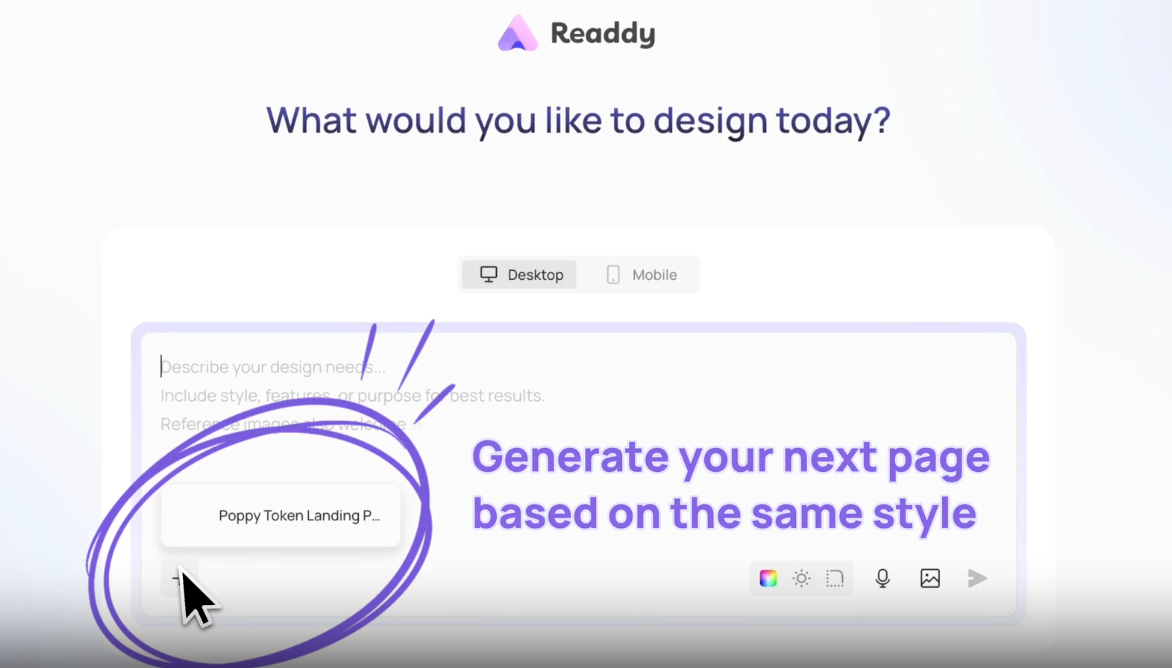 Readdy
What would you like to design today?
Desktop
Mobile
Describe your design needs...
Include style, features, or purpose for best results.
Reference images also welcome.
Generate your next page
based on the same style
Poppy Token Landing P...